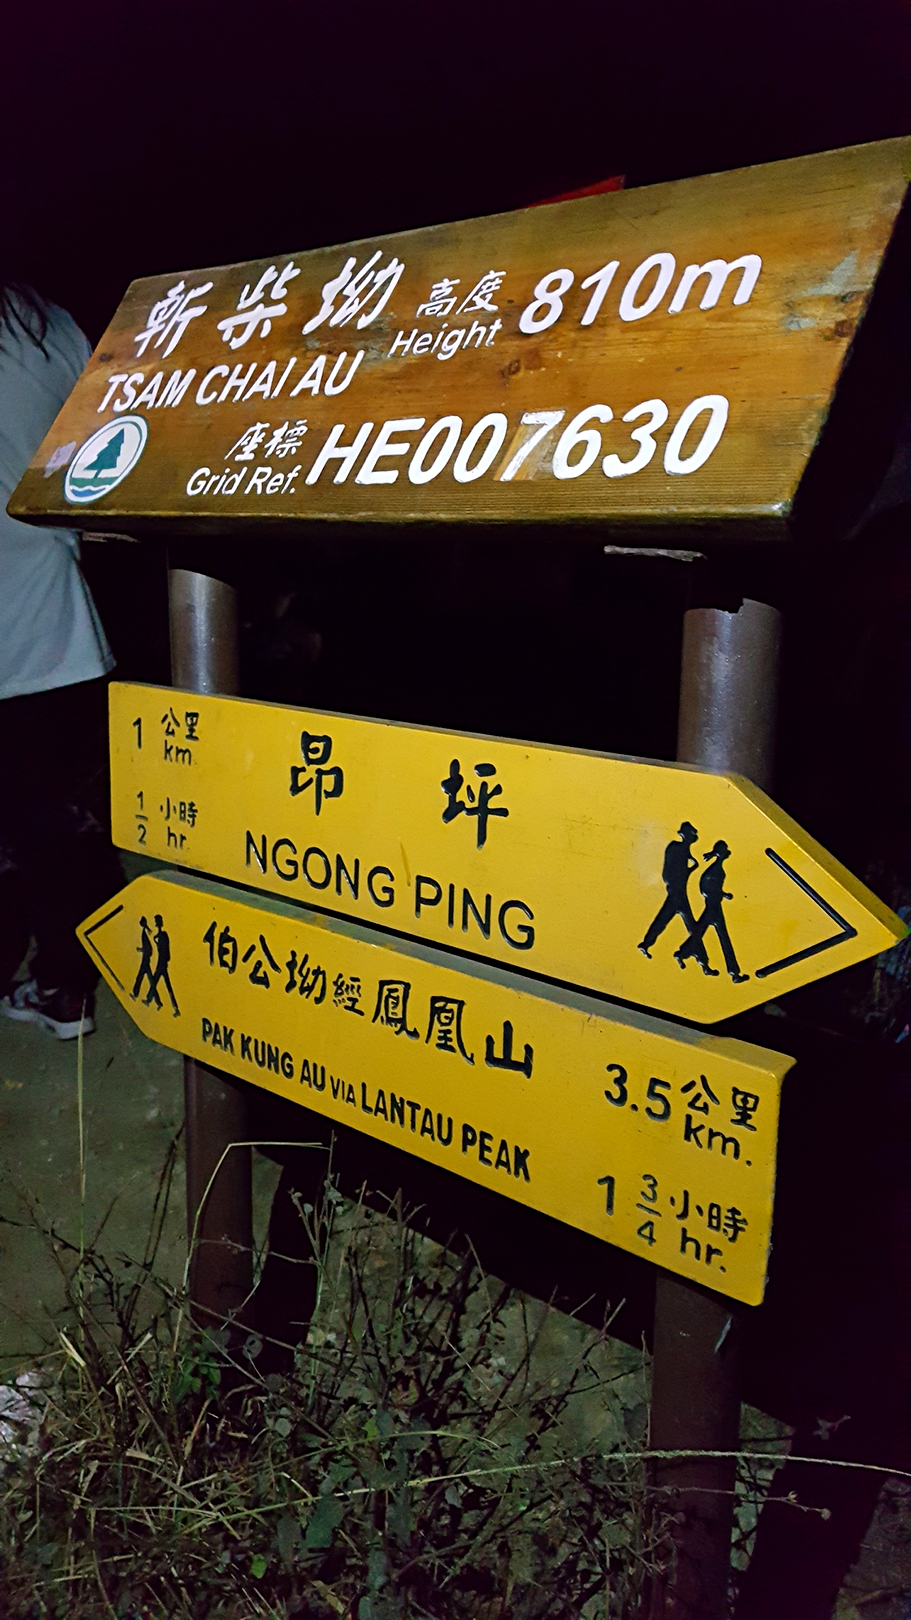 斬柴坳 高度 810m
TSAM CHAI AU Height
座標 HE007630
Grid Ref.
1 公里
km
昂坪
1/2 小時
hr.
NGONG PING
伯公坳經鳳凰山
PAK KUNG AU VIA LANTAU PEAK
3.5 公里
km.
1 3/4 小時
hr.